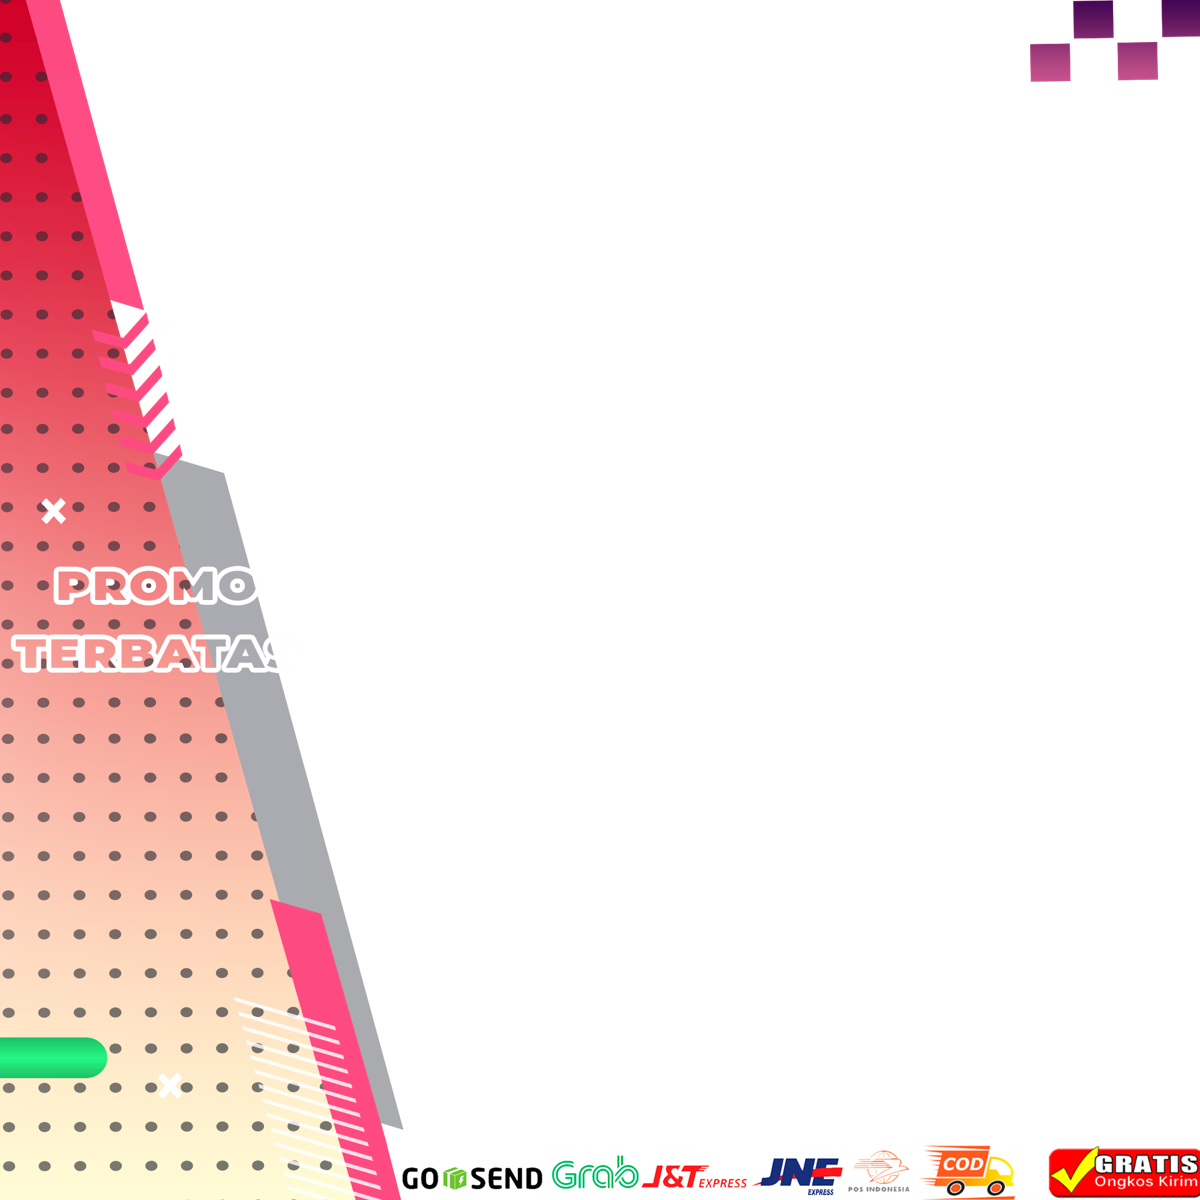 PROMO
TERBATAS
GO SEND
Grab
J&T EXPRESS
JNE
EXPRESS
POS INDONESIA
COD
GRATIS
Ongkos Kirim